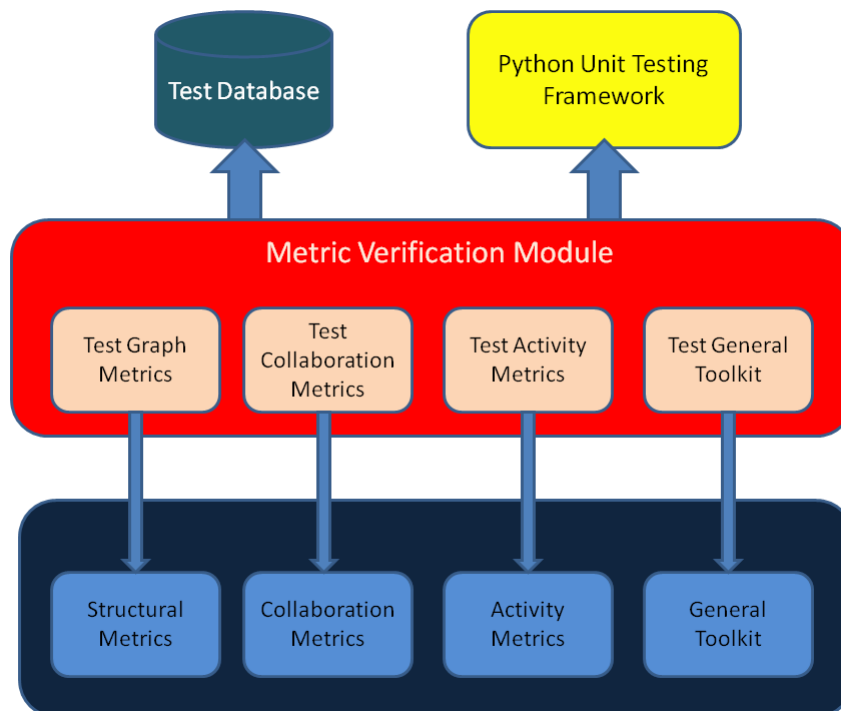 Test Database
Python Unit Testing
Framework
Metric Verification Module
Test Graph
Metrics
Test
Collaboration
Metrics
Test Activity
Metrics
Test General
Toolkit
Structural
Metrics
Collaboration
Metrics
Activity
Metrics
General
Toolkit